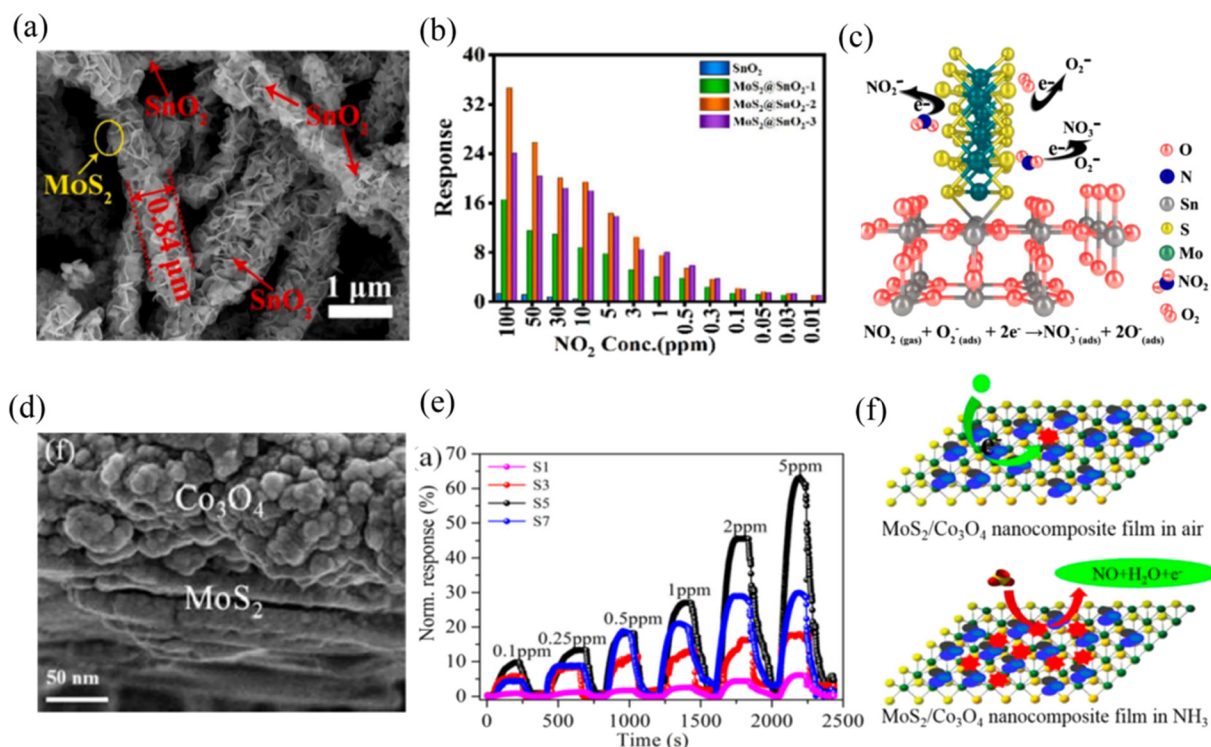 (a)
SnO2
SnO2
MoS2
0.84 μm
SnO2
1 μm
(b)
40
32
24
16
8
0
Response
SnO2
MoS2@SnO2-1
MoS2@SnO2-2
MoS2@SnO2-3
100
50
30
10
5
3
1
0.5
0.3
0.1
0.05
0.03
0.01
NO2 Conc.(ppm)
(c)
NO2-
e-
O2-
e-
NO3-
e-
O2-
O
N
Sn
S
Mo
NO2
O2
NO2 (gas)+ O2-(ads) + 2e- →NO3-(ads) + 2O-(ads)
(d)
(f)
Co3O4
MoS2
50 nm
(e)
(a)
70
60
50
40
30
20
10
0
Norm. response (%)
S1
S3
S5
S7
0.1ppm
0.25ppm
0.5ppm
1ppm
2ppm
5ppm
0
500
1000
1500
2000
2500
Time (s)
(f)
e-
MoS2/Co3O4 nanocomposite film in air
NO+H2O+e-
MoS2/Co3O4 nanocomposite film in NH3